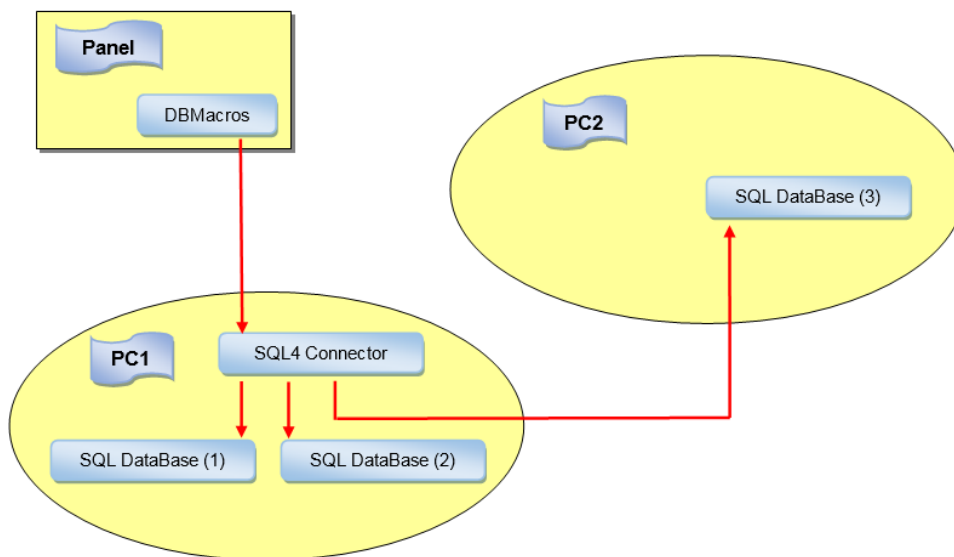 Panel
DBMacros
PC2
SQL DataBase (3)
PC1
SQL4 Connector
SQL DataBase (1)
SQL DataBase (2)